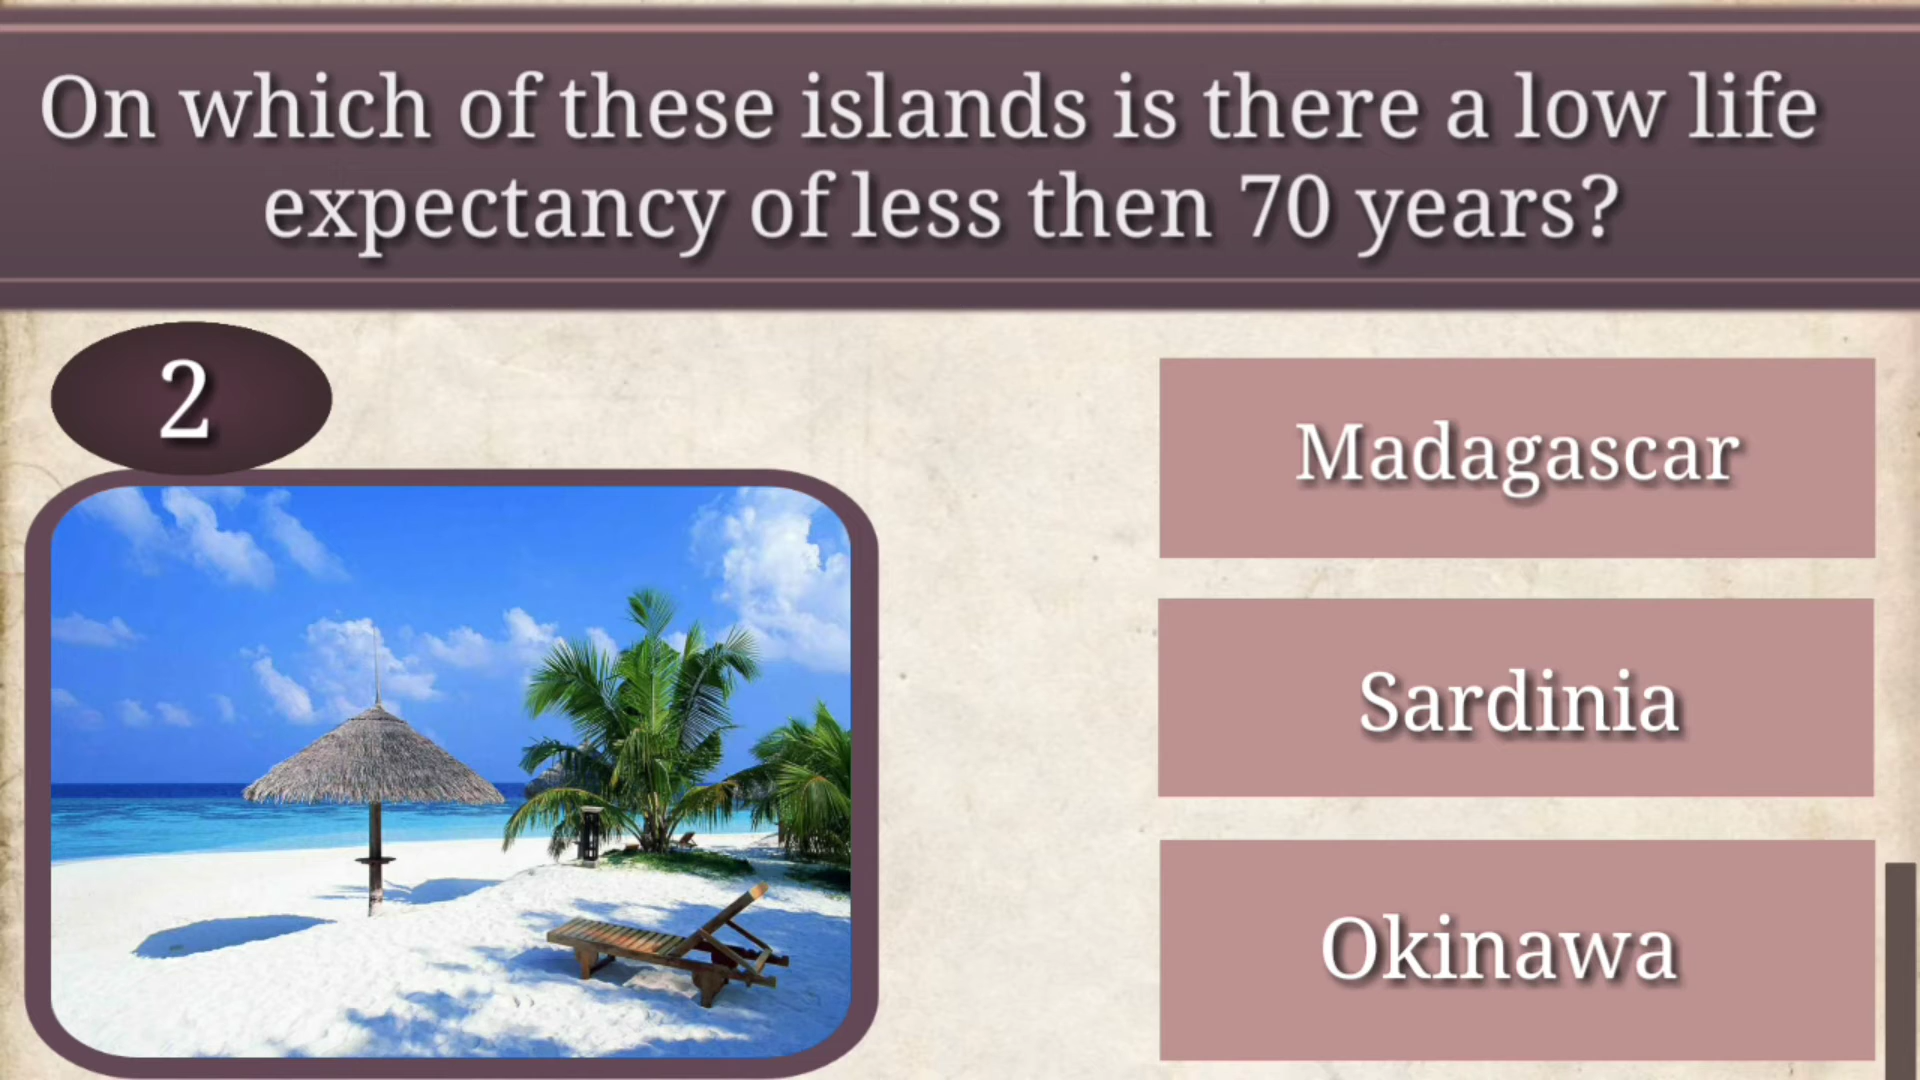 On which of these islands is there a low life
expectancy of less then 70 years?
2
Madagascar
Sardinia
Okinawa